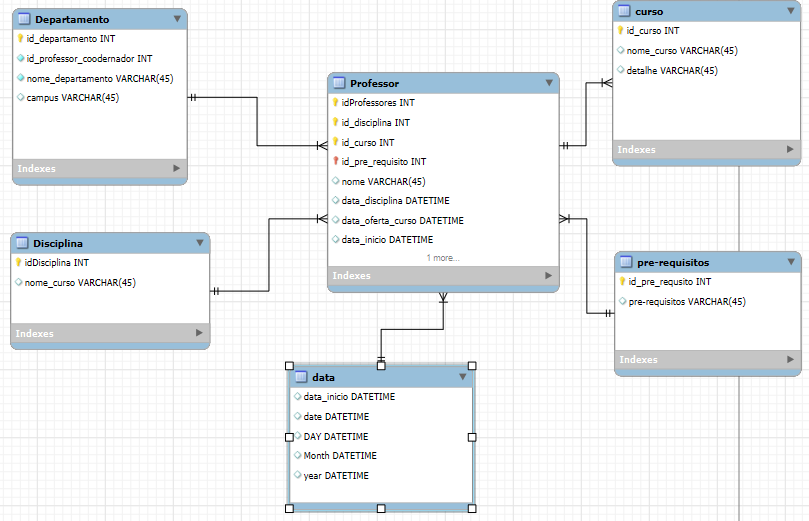 Departamento
id_departamento INT
id_professor_coodernador INT
nome_departamento VARCHAR(45)
campus VARCHAR(45)
Indexes
Professor
idProfessores INT
id_disciplina INT
id_curso INT
id_pre_requisito INT
nome VARCHAR(45)
data_disciplina DATETIME
data_oferta_curso DATETIME
data_inicio DATETIME
1 more...
Indexes
curso
id_curso INT
nome_curso VARCHAR(45)
detalhe VARCHAR(45)
Indexes
Disciplina
idDisciplina INT
nome_curso VARCHAR(45)
Indexes
pre-requisitos
id_pre_requsito INT
pre-requisitos VARCHAR(45)
Indexes
data
data_inicio DATETIME
date DATETIME
DAY DATETIME
Month DATETIME
year DATETIME